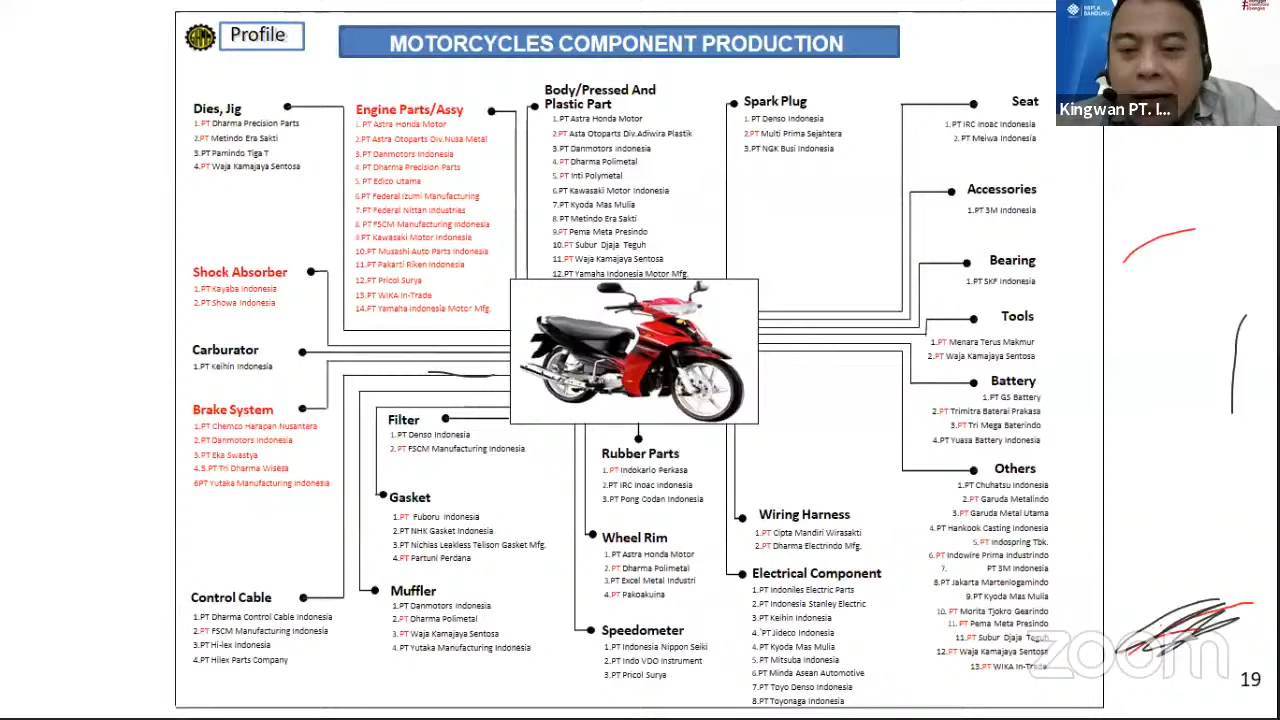 Profile
MOTORCYCLES COMPONENT PRODUCTION
BBPLK
BANDUNG
Kingwan PT. I...
Dies, Jig
1. PT Dharma Precision Parts
2.PT Metindo Era Sakti
3.PT Pamindo Tiga T
4.PT Waja Kamajaya Sentosa
Engine Parts/Assy
1. PT Astra Honda Motor
2.PT Astra Otoparts Div.Nusa Metal
3.PT Danmotors Indonesia
4. PT Dharma Precision Parts
5. PT Edico Utama
6.PT Federal Izumi Manufacturing
7.PT Federal Nittan Industries
8. PT FSCM Manufacturing Indonesia
9.PT Kawasaki Motor Indonesia
10.PT Musashi Auto Parts Indonesia
11.PT Pakarti Riken Indonesia
12.PT Pricol Surya
13.PT WIKA In-Trade
14.PT Yamaha Indonesia Motor Mfg.
Body/Pressed And
Plastic Part
1.PT Astra Honda Motor
2.PT Asta Otoparts Div.Adiwira Plastik
3.PT Danmotors Indonesia
4. PT Dharma Polimetal
5.PT Inti Polymetal
6.PT Kawasaki Motor Indonesia
7.PT Kyoda Mas Mulia
8.PT Metindo Era Sakti
9.PT Pema Meta Presindo
10.PT Subur Djaja Teguh
11.PT Waja Kamajaya Sentosa
12.PT Yamaha Indonesia Motor Mfg.
Spark Plug
1.PT Denso Indonesia
2.PT Multi Prima Sejahtera
3.PT NGK Busi Indonesia
Seat
1.PT IRC Inoac Indonesia
2.PT Meiwa Indonesia
Accessories
1.PT 3M Indonesia
Bearing
1.PT SKF Indonesia
Tools
1.PT Menara Terus Makmur
2.PT Waja Kamajaya Sentosa
Battery
1.PT GS Battery
2.PT Trimitra Baterai Prakasa
3.PT Tri Mega Baterindo
4.PT Yuasa Battery Indonesia
Others
1.PT Chuhatsu Indonesia
2.PT Garuda Metalindo
3.PT Garuda Metal Utama
4.PT Hankook Casting Indonesia
5.PT Indospring Tbk.
6.PT Indowire Prima Industrindo
7. PT 3M Indonesia
8.PT Jakarta Martenlogamindo
9.PT Kyoda Mas Mulia
10. PT Morita Tjokro Gearindo
11. PT Pema Meta Presindo
11.PT Subur Djaja Teguh
12.PT Waja Kamajaya Sentosa
13.PT WIKA In-Trade
Shock Absorber
1.PT Kayaba Indonesia
2.PT Showa Indonesia
Carburator
1.PT Keihin Indonesia
Brake System
1.PT Chemco Harapan Nusantara
2.PT Danmotors Indonesia
3.PT Eka Swastya
4.5.PT Tri Dharma Wisesa
6PT Yutaka Manufacturing Indonesia
Control Cable
1.PT Dharma Control Cable Indonesia
2.PT FSCM Manufacturing Indonesia
3.PT Hi-lex Indonesia
4.PT Hilex Parts Company
Filter
1.PT Denso Indonesia
2. PT FSCM Manufacturing Indonesia
Gasket
1.PT Fuboru Indonesia
2.PT NHK Gasket Indonesia
3.PT Nichias Leakless Telison Gasket Mfg.
4.PT Partuni Perdana
Muffler
1.PT Danmotors Indonesia
2.PT Dharma Polimetal
3.PT Waja Kamajaya Sentosa
4.PT Yutaka Manufacturing Indonesia
Rubber Parts
1.PT Indokarlo Perkasa
2.PT IRC Inoac Indonesia
3.PT Pong Codan Indonesia
Wheel Rim
1.PT Astra Honda Motor
2.PT Dharma Polimetal
3.PT Excel Metal Industri
4.PT Pakoakuina
Speedometer
1.PT Indonesia Nippon Seiki
2.PT Indo VDO Instrument
3.PT Pricol Surya
Wiring Harness
1.PT Cipta Mandiri Wirasakti
2.PT Dharma Electrindo Mfg.
Electrical Component
1.PT Indoniles Electric Parts
2.PT Indonesia Stanley Electric
3.PT Keihin Indonesia
4.PT Jideco Indonesia
4.PT Kyoda Mas Mulia
5.PT Mitsuba Indonesia
6.PT Minda Asean Automotive
7.PT Toyo Denso Indonesia
8.PT Toyonaga Indonesia
zoom
19